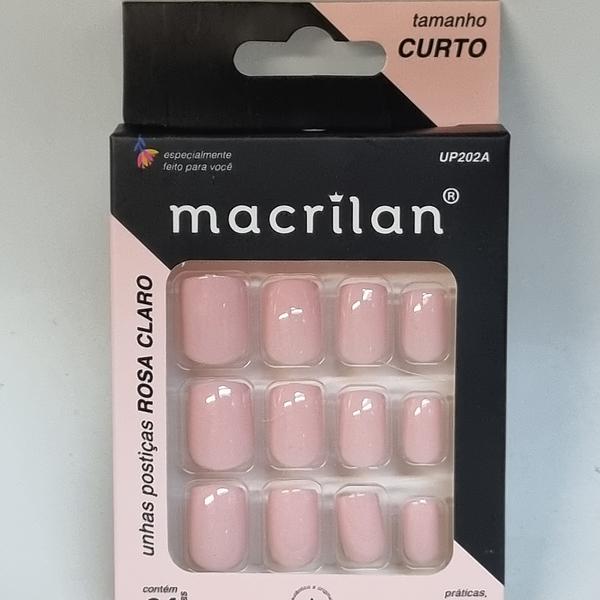 tamanho
CURTO
especialmente
feito para você
UP202A
macrilan®
unhas postiças ROSA CLARO
contém
práticas,